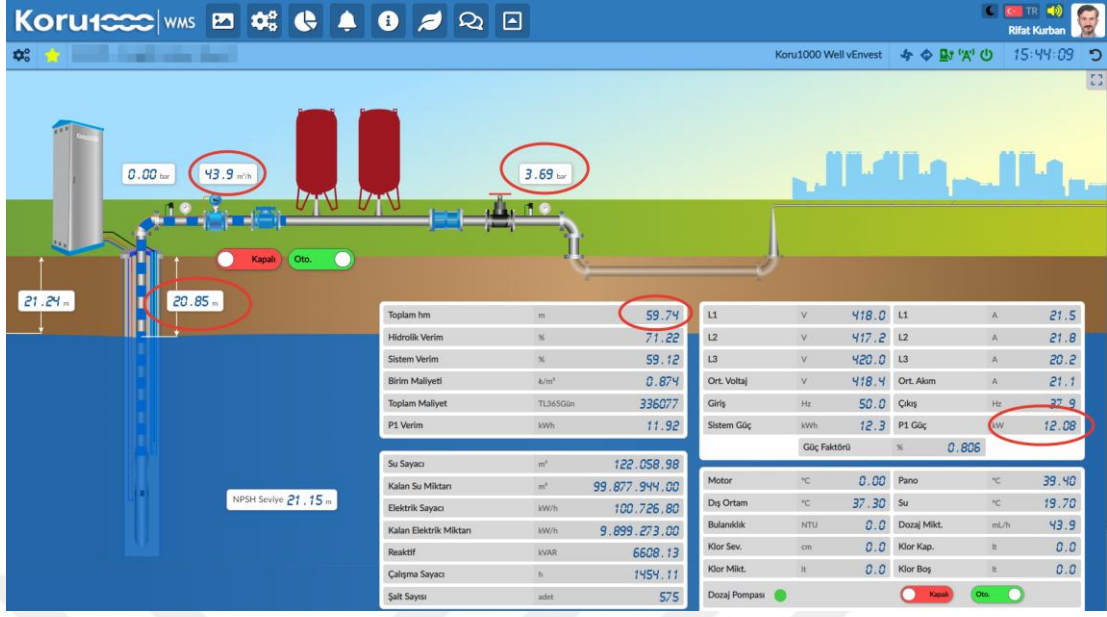 Koru1000 WMS
TR
Rifat Kurban
Koru1000 Well vEnvest 15:44:09
0.00 bar
43.9 m³/h
3.69 bar
Kapalı Oto.
21.24 m
20.85 m
NPSH Seviye 21.15 m
Toplam hm m 59.74
Hidrolik Verim % 71.22
Sistem Verim % 59.12
Birim Maliyeti ₺/m³ 0.874
Toplam Maliyet TL365Gün 336077
P1 Verim kWh 11.92
Su Sayacı m³ 122.058.98
Kalan Su Miktarı m³ 99.877.944.00
Elektrik Sayacı kW/h 100.726.80
Kalan Elektrik Miktarı kW/h 9.899.273.00
Reaktif kVAR 6608.13
Çalışma Sayacı h 1454.11
Şalt Sayısı adet 575
L1 V 418.0 L1 A 21.5
L2 V 417.2 L2 A 21.8
L3 V 420.0 L3 A 20.2
Ort. Voltaj V 418.4 Ort. Akım A 21.1
Giriş Hz 50.0 Çıkış Hz 37.9
Sistem Güç kWh 12.3 P1 Güç kW 12.08
Güç Faktörü % 0.806
Motor °C 0.00 Pano °C 39.40
Dış Ortam °C 37.30 Su °C 19.70
Bulanıklık NTU 0.0 Dozaj Mikt. mL/h 43.9
Klor Sev. cm 0.0 Klor Kap. lt 0.0
Klor Mikt. lt 0.0 Klor Boş lt 0.0
Dozaj Pompası Kapalı Oto.